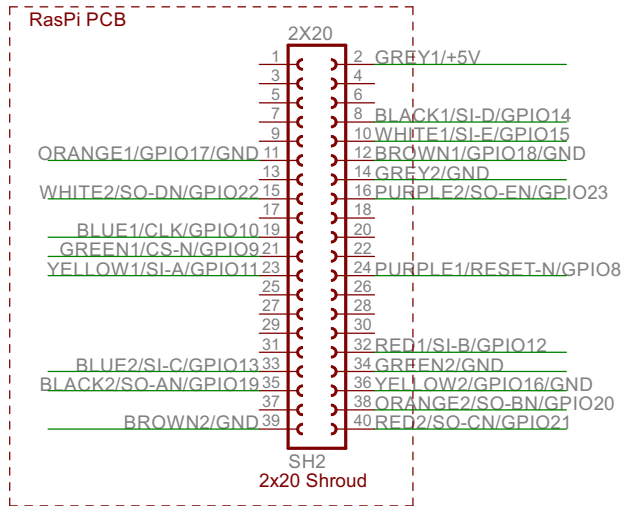 RasPi PCB
2X20
1 2 GREY1/+5V
3 4
5 6
7 8 BLACK1/SI-D/GPIO14
9 10 WHITE1/SI-E/GPIO15
ORANGE1/GPIO17/GND 11 12 BROWN1/GPIO18/GND
13 14 GREY2/GND
WHITE2/SO-DN/GPIO22 15 16 PURPLE2/SO-EN/GPIO23
17 18
BLUE1/CLK/GPIO10 19 20
GREEN1/CS-N/GPIO9 21 22
YELLOW1/SI-A/GPIO11 23 24 PURPLE1/RESET-N/GPIO8
25 26
27 28
29 30
31 32 RED1/SI-B/GPIO12
BLUE2/SI-C/GPIO13 33 34 GREEN2/GND
BLACK2/SO-AN/GPIO19 35 36 YELLOW2/GPIO16/GND
37 38 ORANGE2/SO-BN/GPIO20
BROWN2/GND 39 40 RED2/SO-CN/GPIO21
SH2
2x20 Shroud